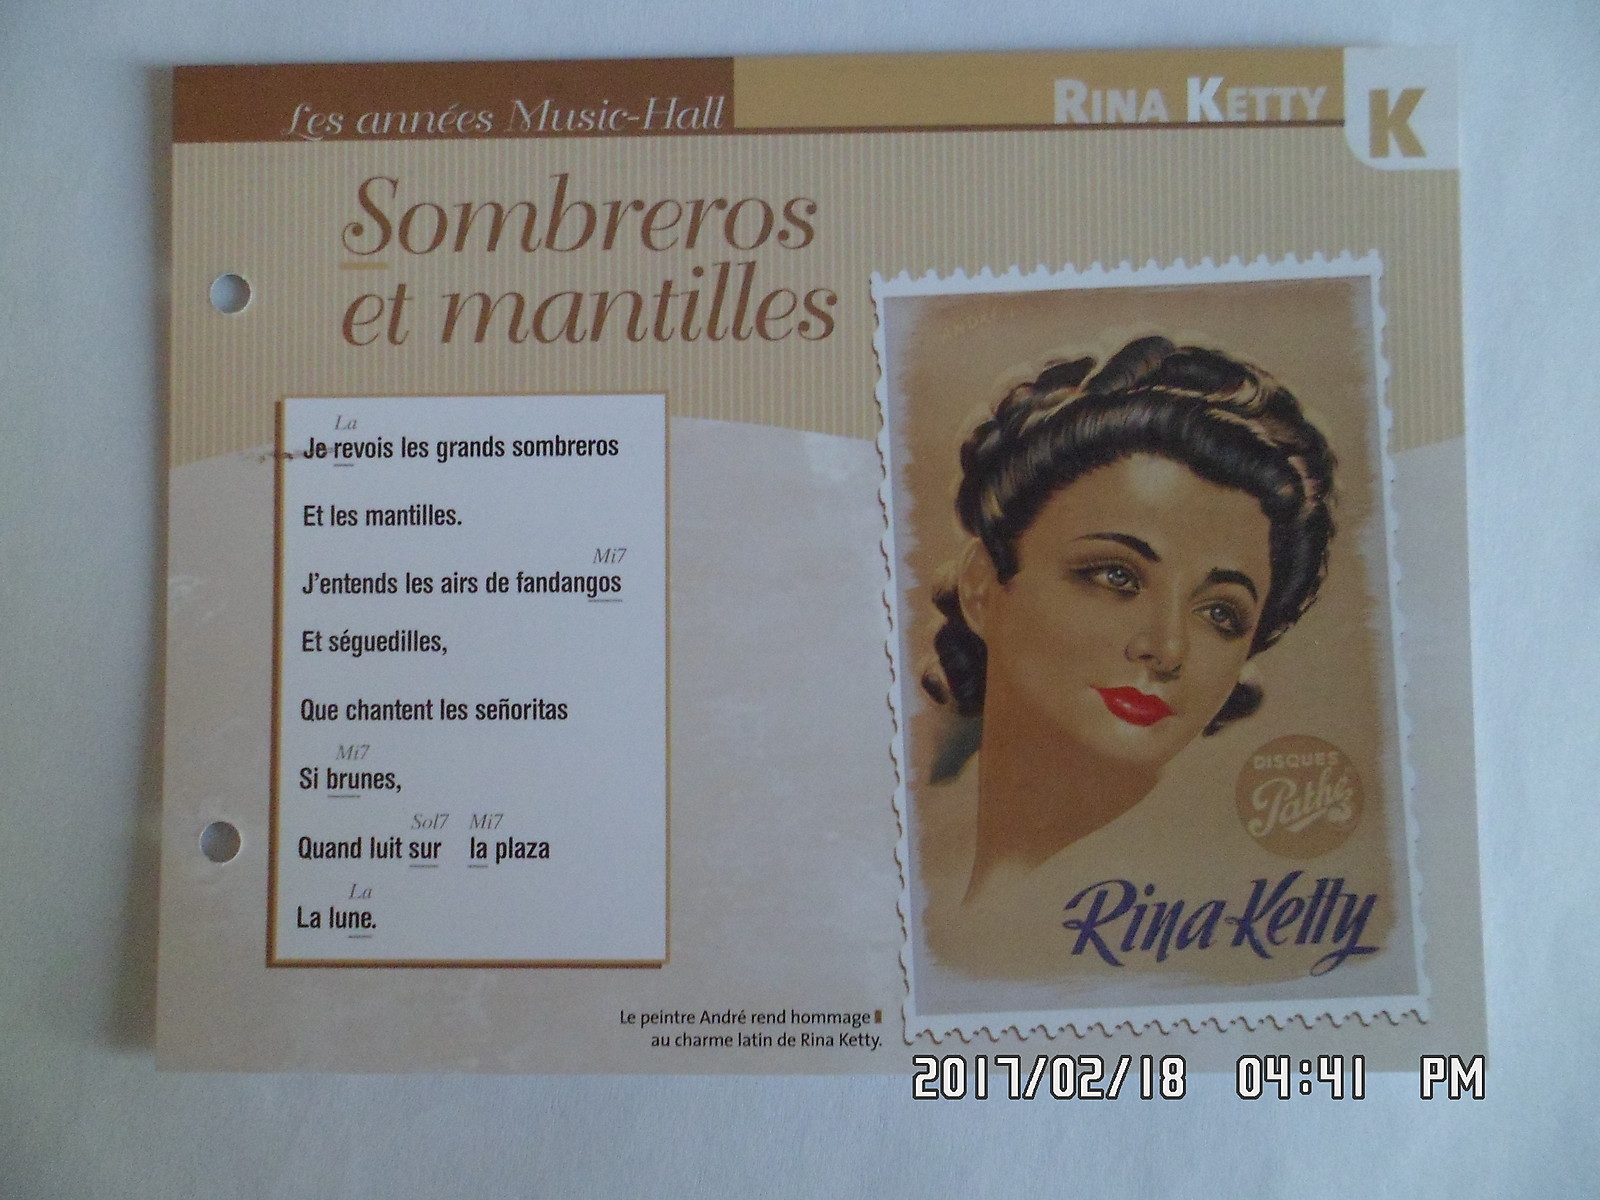 Les années Music-Hall
RINA KETTY
K
Sombreros
et mantilles
La
Je revois les grands sombreros
Et les mantilles.
Mi7
J'entends les airs de fandangos
Et séguedilles,
Que chantent les señoritas
Mi7
Si brunes,
Sol7 Mi7
Quand luit sur la plaza
La
La lune.
DISQUES
Pathé
Rina Ketty
Le peintre André rend hommage
au charme latin de Rina Ketty.
2017/02/18 04:41 PM